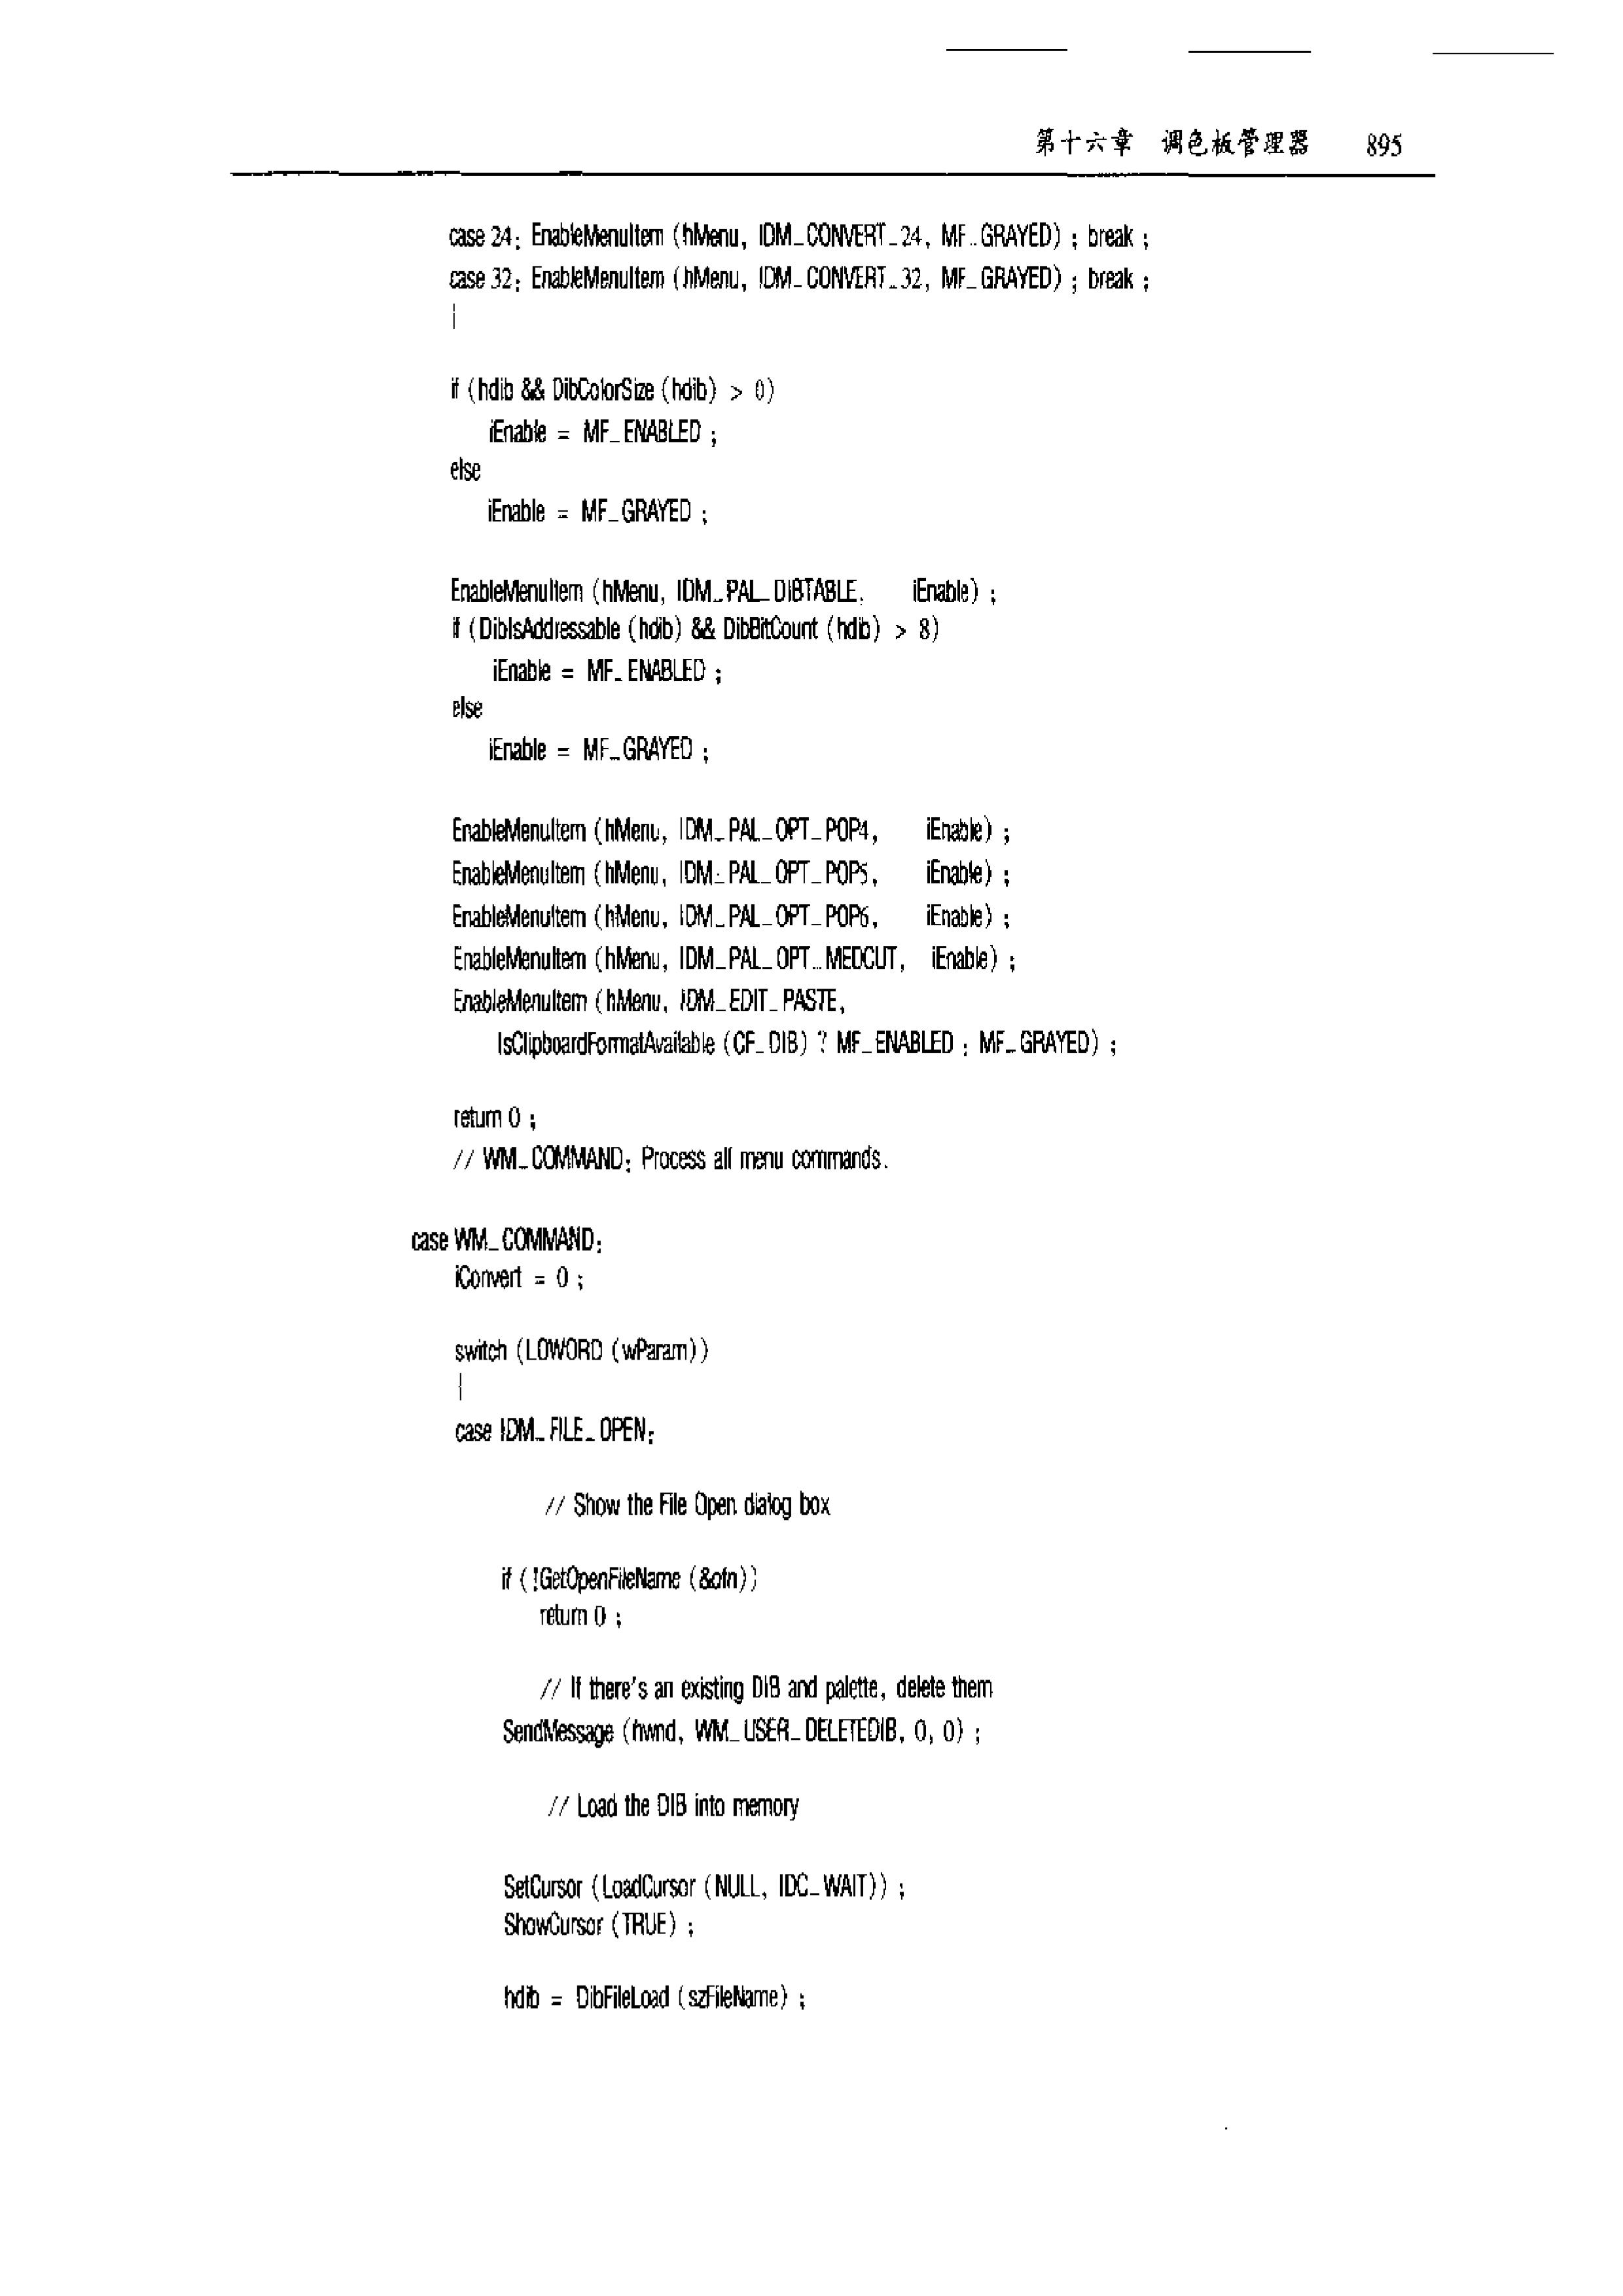 第十六章 调色板管理器 895
case 24: EnableMenuItem (hMenu, IDM_CONVERT_24, MF_GRAYED) ; break ;
case 32: EnableMenuItem (hMenu, IDM_CONVERT_32, MF_GRAYED) ; break ;
}
if (hdib && DibColorSize (hdib) > 0)
iEnable = MF_ENABLED ;
else
iEnable = MF_GRAYED ;
EnableMenuItem (hMenu, IDM_PAL_DIBTABLE, iEnable) ;
if (DibIsAddressable (hdib) && DibBitCount (hdib) > 8)
iEnable = MF_ENABLED ;
else
iEnable = MF_GRAYED ;
EnableMenuItem (hMenu, IDM_PAL_OPT_POP4, iEnable) ;
EnableMenuItem (hMenu, IDM_PAL_OPT_POP5, iEnable) ;
EnableMenuItem (hMenu, IDM_PAL_OPT_POP6, iEnable) ;
EnableMenuItem (hMenu, IDM_PAL_OPT_MEDCUT, iEnable) ;
EnableMenuItem (hMenu, IDM_EDIT_PASTE,
IsClipboardFormatAvailable (CF_DIB) ? MF_ENABLED : MF_GRAYED) ;
return 0 ;
// WM_COMMAND: Process all menu commands.
case WM_COMMAND:
iConvert = 0 ;
switch (LOWORD (wParam))
{
case IDM_FILE_OPEN:
// Show the File Open dialog box
if (!GetOpenFileName (&ofn))
return 0 ;
// If there's an existing DIB and palette, delete them
SendMessage (hwnd, WM_USER_DELETEDIB, 0, 0) ;
// Load the DIB into memory
SetCursor (LoadCursor (NULL, IDC_WAIT)) ;
ShowCursor (TRUE) ;
hdib = DibFileLoad (szFileName) ;